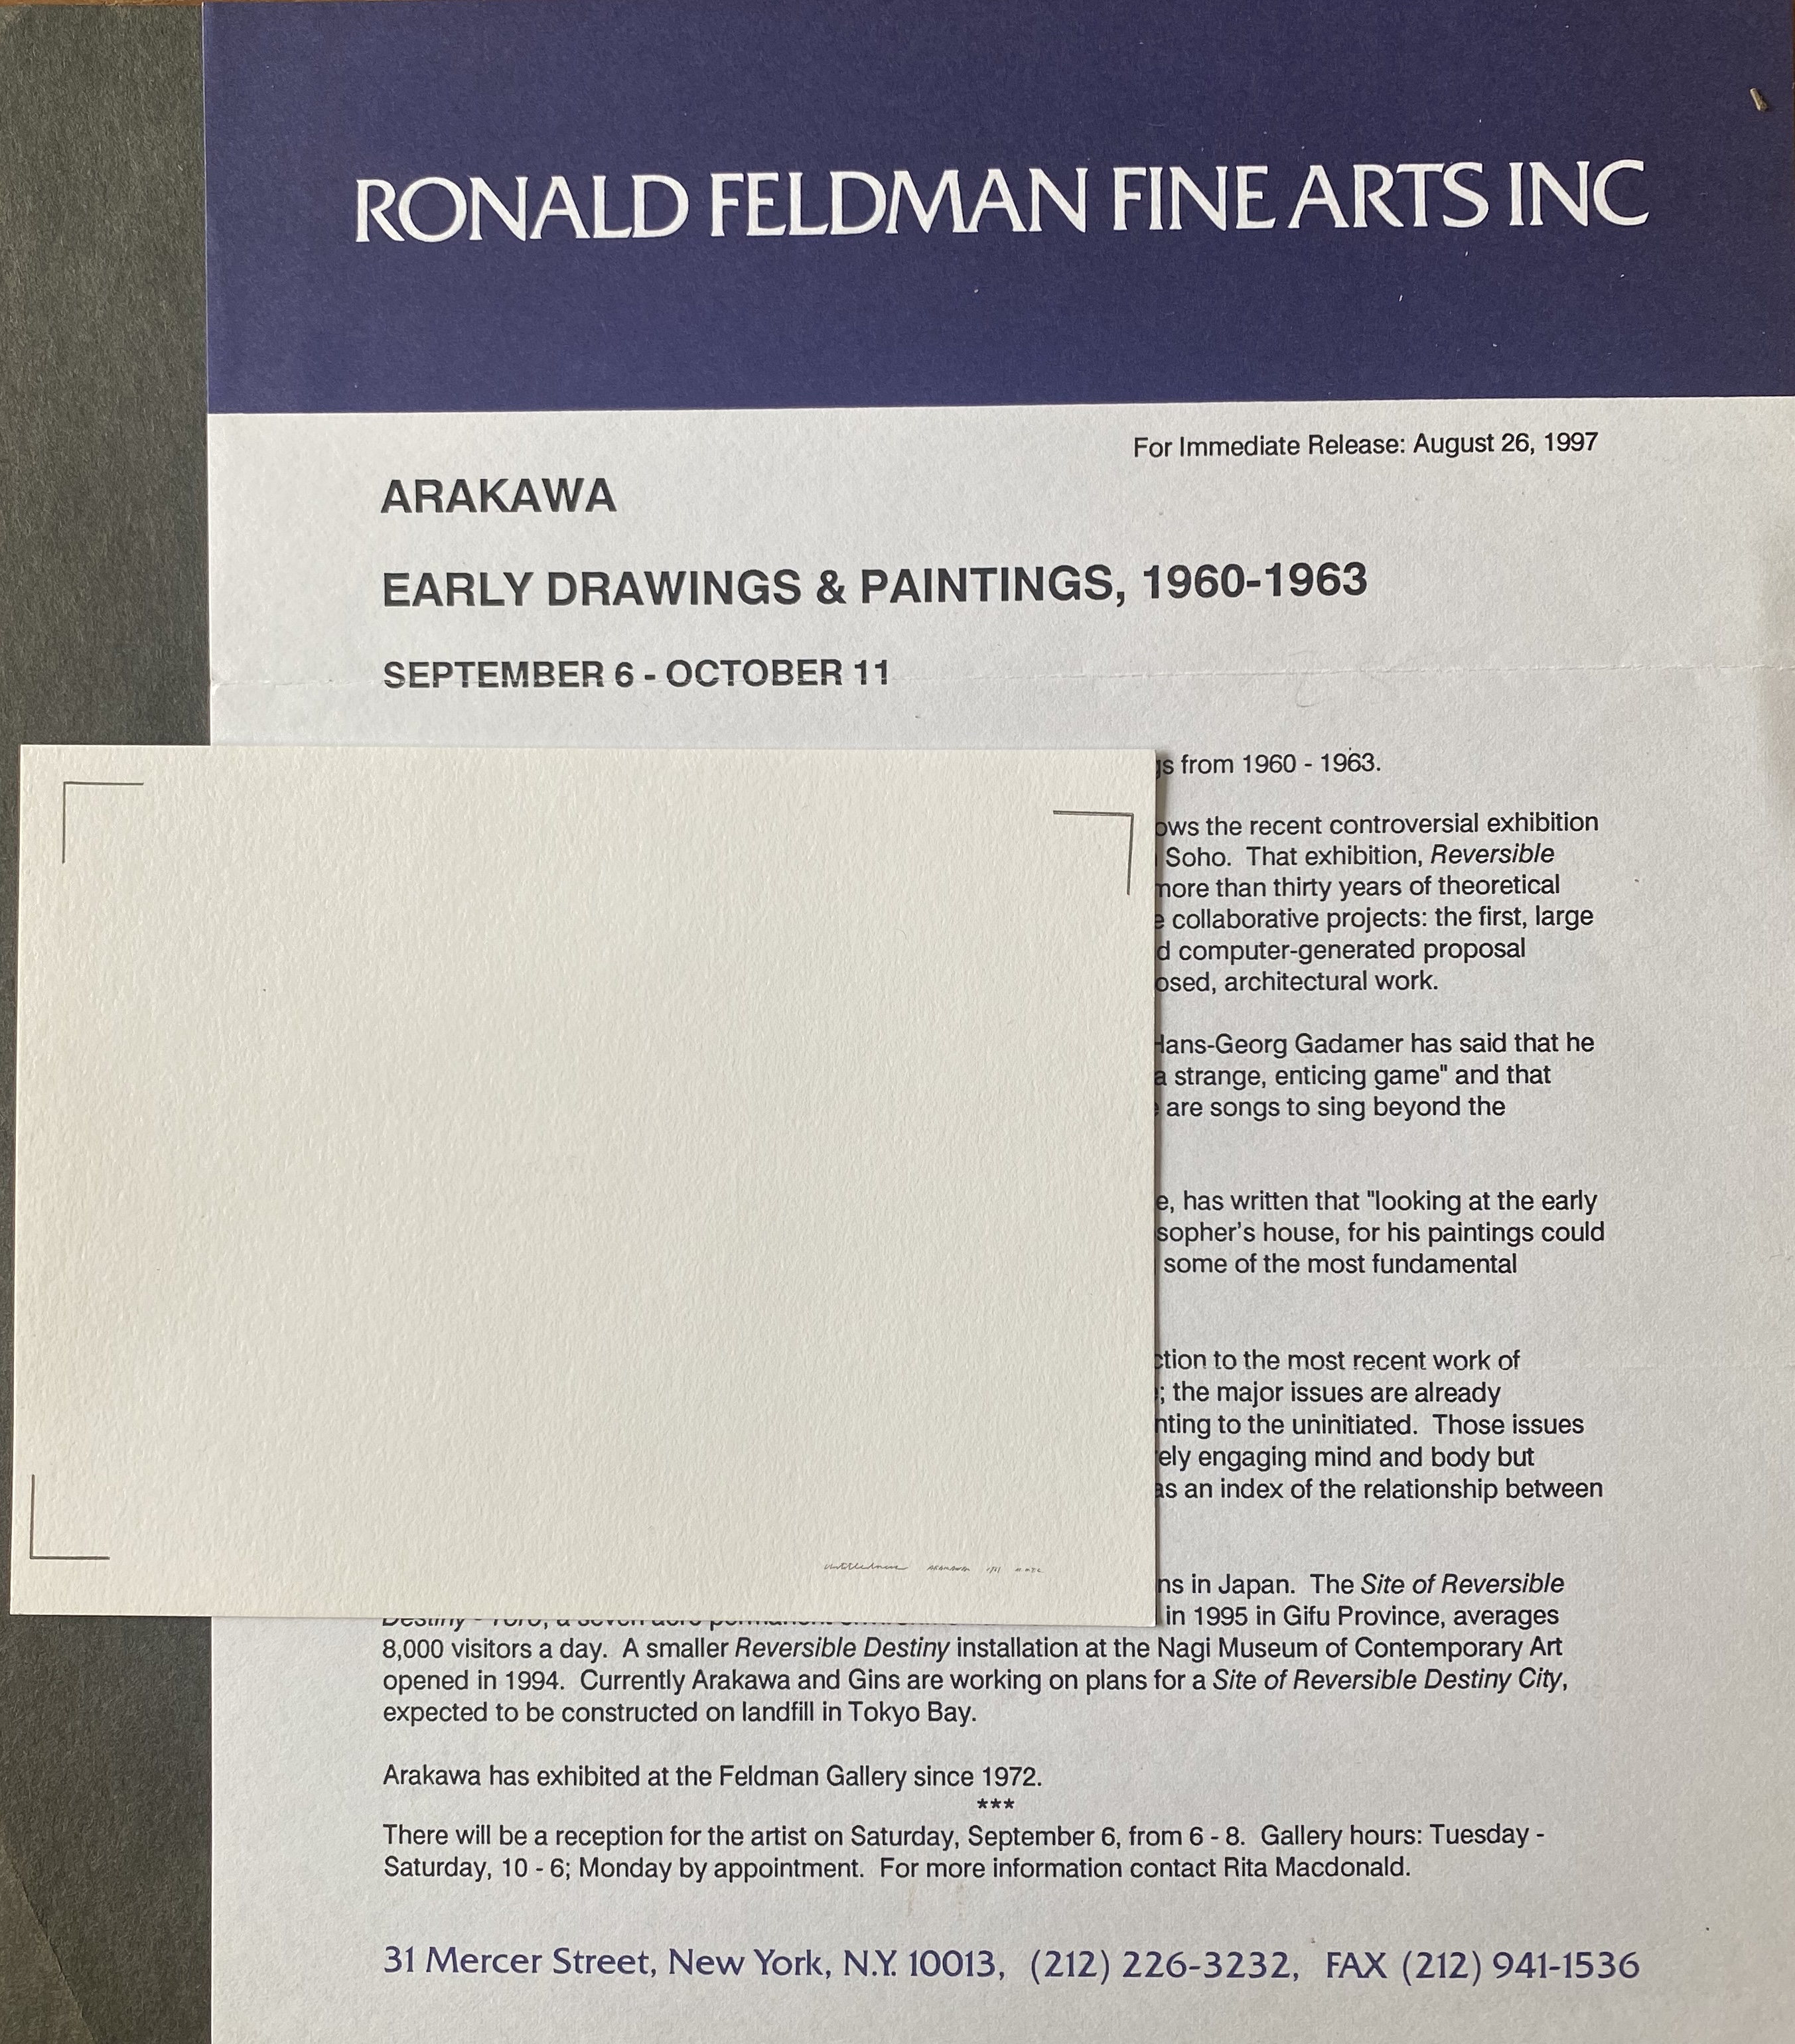 RONALD FELDMAN FINE ARTS INC
For Immediate Release: August 26, 1997
ARAKAWA
EARLY DRAWINGS & PAINTINGS, 1960-1963
SEPTEMBER 6 - OCTOBER 11
from 1960 - 1963.
the recent controversial exhibition
Soho. That exhibition, Reversible
more than thirty years of theoretical
collaborative projects: the first, large
computer-generated proposal
architectural work.
Hans-Georg Gadamer has said that he
a strange, enticing game" and that
are songs to sing beyond the
has written that "looking at the early
house, for his paintings could
some of the most fundamental
to the most recent work of
; the major issues are already
to the uninitiated. Those issues
engaging mind and body but
as an index of the relationship between
in Japan. The Site of Reversible
Destiny - in 1995 in Gifu Province, averages
8,000 visitors a day. A smaller Reversible Destiny installation at the Nagi Museum of Contemporary Art
opened in 1994. Currently Arakawa and Gins are working on plans for a Site of Reversible Destiny City,
expected to be constructed on landfill in Tokyo Bay.
Arakawa has exhibited at the Feldman Gallery since 1972.
***
There will be a reception for the artist on Saturday, September 6, from 6 - 8. Gallery hours: Tuesday -
Saturday, 10 - 6; Monday by appointment. For more information contact Rita Macdonald.
31 Mercer Street, New York, N.Y. 10013, (212) 226-3232, FAX (212) 941-1536
ARAKAWA